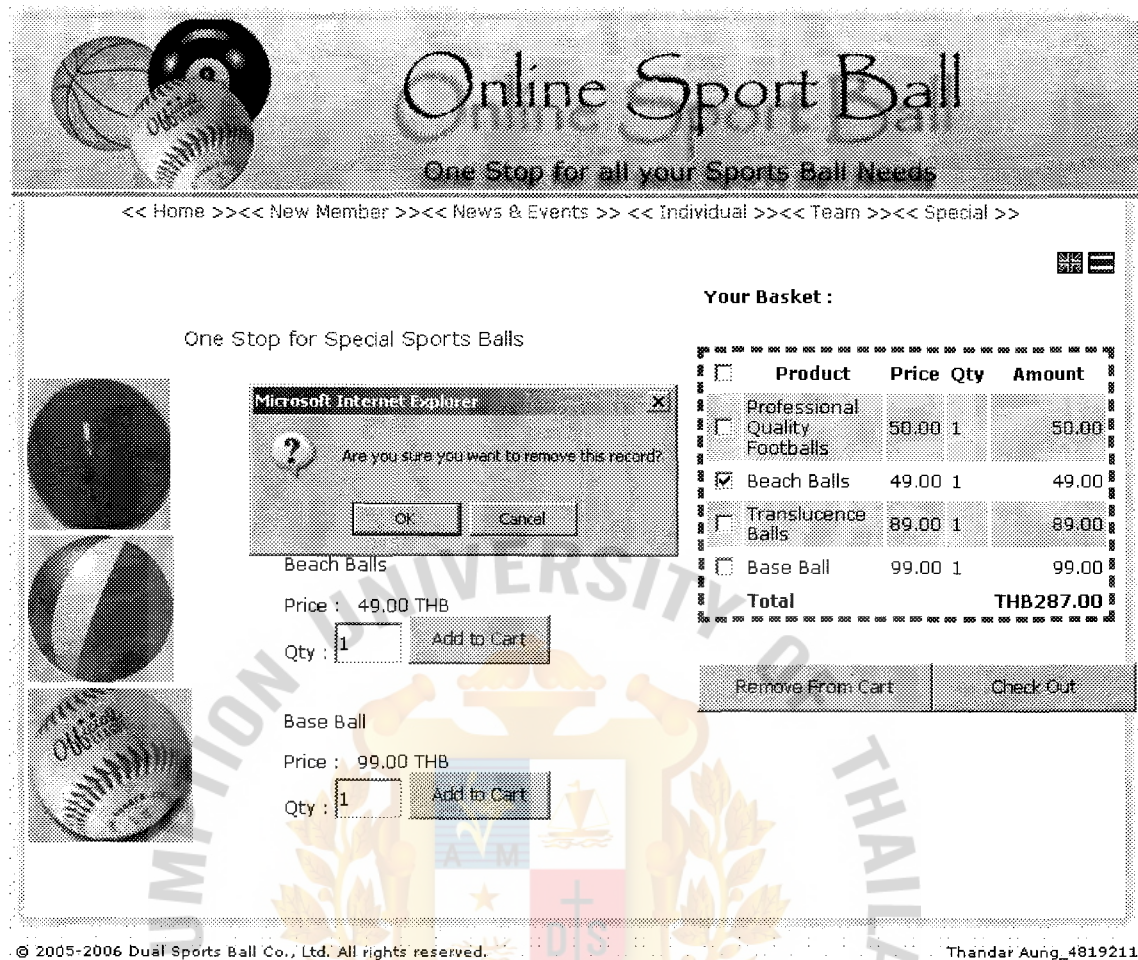 Online Sport Ball
One Stop for all your Sports Ball Needs
<< Home >><< New Member >><< News & Events >> << Individual >><< Team >><< Special >>
Your Basket :
One Stop for Special Sports Balls
Product Price Qty Amount
Professional Quality Footballs 50.00 1 50.00
Beach Balls 49.00 1 49.00
Translucence Balls 89.00 1 89.00
Base Ball 99.00 1 99.00
Total THB287.00
Remove From Cart Check Out
Microsoft Internet Explorer
Are you sure you want to remove this record?
OK Cancel
Beach Balls
Price : 49.00 THB
Qty : 1 Add to Cart
Base Ball
Price : 99.00 THB
Qty : 1 Add to Cart
UMPTION UNIVERSITY OF THAILA
A M
D S
© 2005-2006 Dual Sports Ball Co., Ltd. All rights reserved.
Thandar Aung_4819211